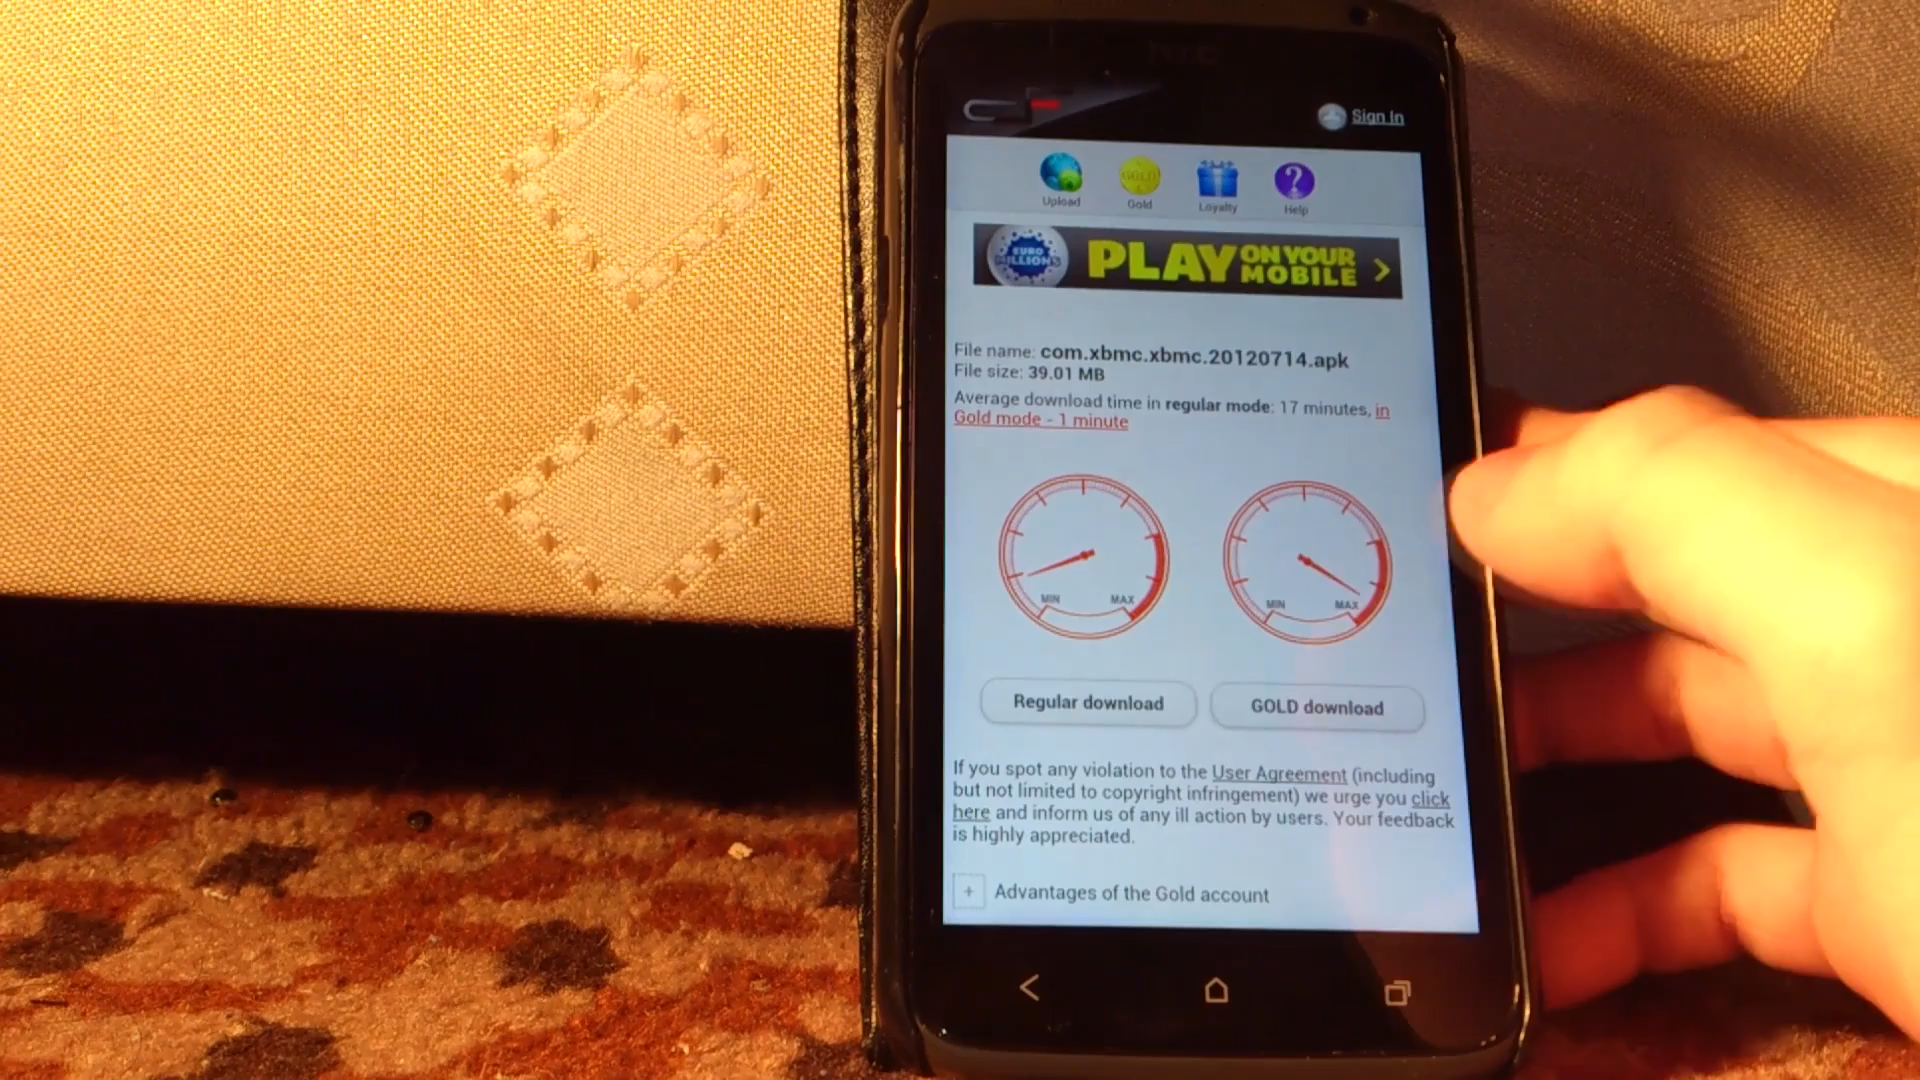 Sign In
Upload
Gold
Loyalty
Help
GOLD
EURO
MILLIONS
PLAY ON YOUR MOBILE
File name: com.xbmc.xbmc.20120714.apk
File size: 39.01 MB
Average download time in regular mode: 17 minutes, in
Gold mode - 1 minute
MIN
MAX
MIN
MAX
Regular download
GOLD download
If you spot any violation to the User Agreement (including
but not limited to copyright infringement) we urge you click
here and inform us of any ill action by users. Your feedback
is highly appreciated.
+ Advantages of the Gold account